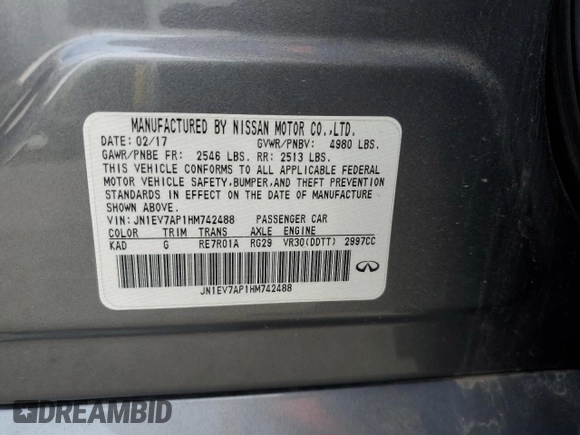 MANUFACTURED BY NISSAN MOTOR CO.,LTD.
DATE: 02/17 GVWR/PNBV: 4980 LBS.
GAWR/PNBE FR: 2546 LBS. RR: 2513 LBS.
THIS VEHICLE CONFORMS TO ALL APPLICABLE FEDERAL
MOTOR VEHICLE SAFETY,BUMPER,AND THEFT PREVENTION
STANDARDS IN EFFECT ON THE DATE OF MANUFACTURE
SHOWN ABOVE.
VIN: JN1EV7AP1HM742488 PASSENGER CAR
COLOR TRIM TRANS AXLE ENGINE
KAD G RE7R01A RG29 VR30(DDTT) 2997CC
JN1EV7AP1HM742488
DREAMBID